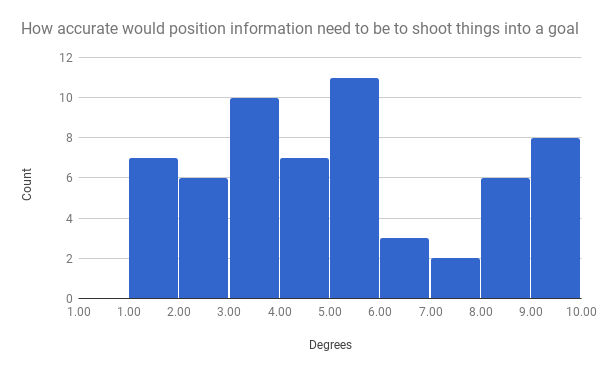 How accurate would position information need to be to shoot things into a goal
12
10
8
6
4
2
0
Count
1.00 1.00 2.00 3.00 4.00 5.00 6.00 7.00 8.00 9.00 10.00
Degrees